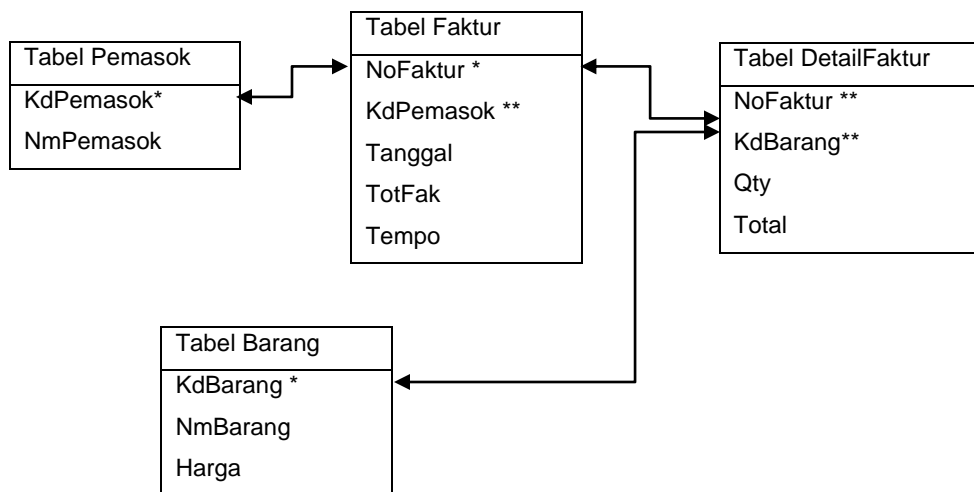 Tabel Pemasok
KdPemasok*
NmPemasok
Tabel Faktur
NoFaktur *
KdPemasok **
Tanggal
TotFak
Tempo
Tabel DetailFaktur
NoFaktur **
KdBarang**
Qty
Total
Tabel Barang
KdBarang *
NmBarang
Harga